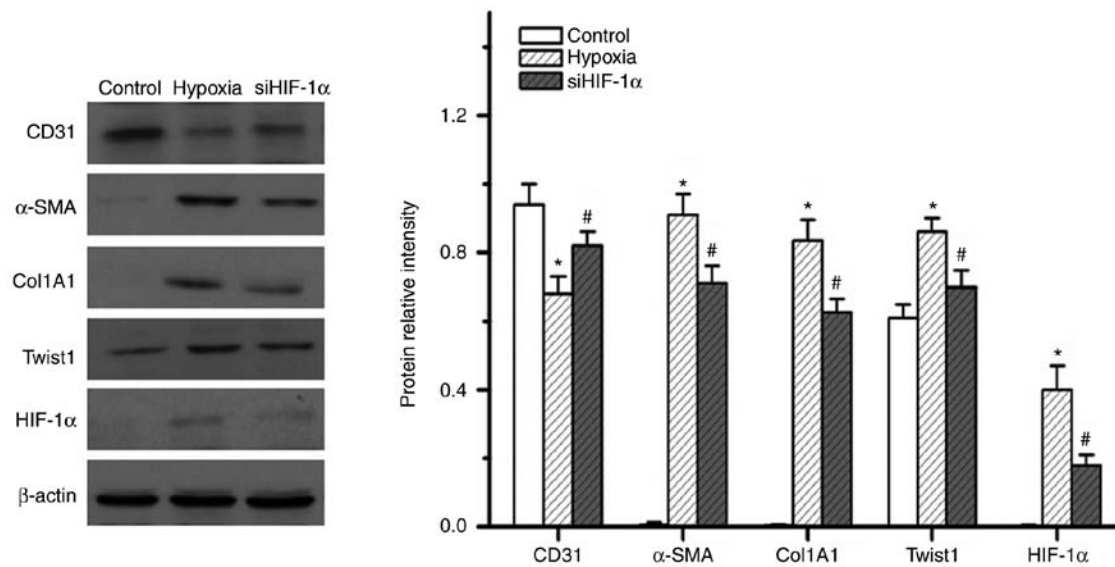 Control Hypoxia siHIF-1α
CD31
α-SMA
Col1A1
Twist1
HIF-1α
β-actin
Control
Hypoxia
siHIF-1α
Protein relative intensity
1.2
0.8
0.4
0.0
* #
* #
* #
* #
* #
CD31 α-SMA Col1A1 Twist1 HIF-1α